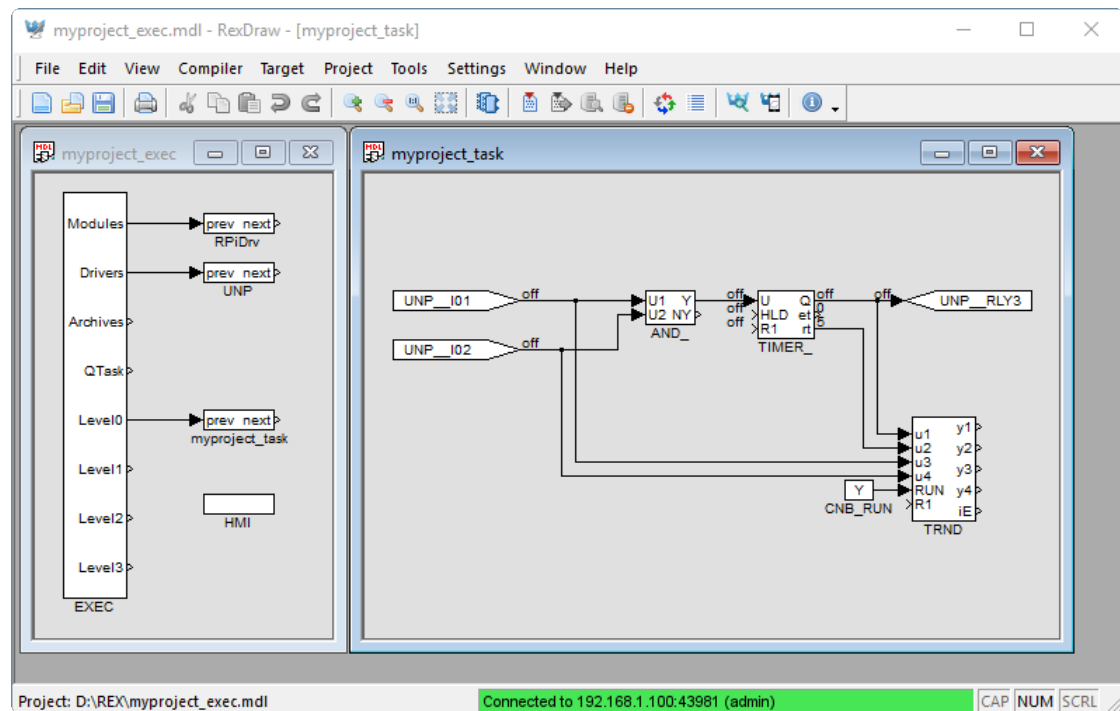 myproject_exec.mdl - RexDraw - [myproject_task]
File Edit View Compiler Target Project Tools Settings Window Help
myproject_exec
Modules
prev next
RPiDrv
Drivers
prev next
UNP
Archives
QTask
Level0
prev next
myproject_task
Level1
Level2
HMI
Level3
EXEC
myproject_task
UNP__I01
off
UNP__I02
off
U1 Y
U2 NY
AND_
off
off
off
U Q
HLD et
R1 rt
TIMER_
off
0
5
off
UNP__RLY3
u1 y1
u2 y2
u3 y3
u4 y4
RUN iE
R1
TRND
Y
CNB_RUN
Project: D:\REX\myproject_exec.mdl
Connected to 192.168.1.100:43981 (admin)
CAP NUM SCRL